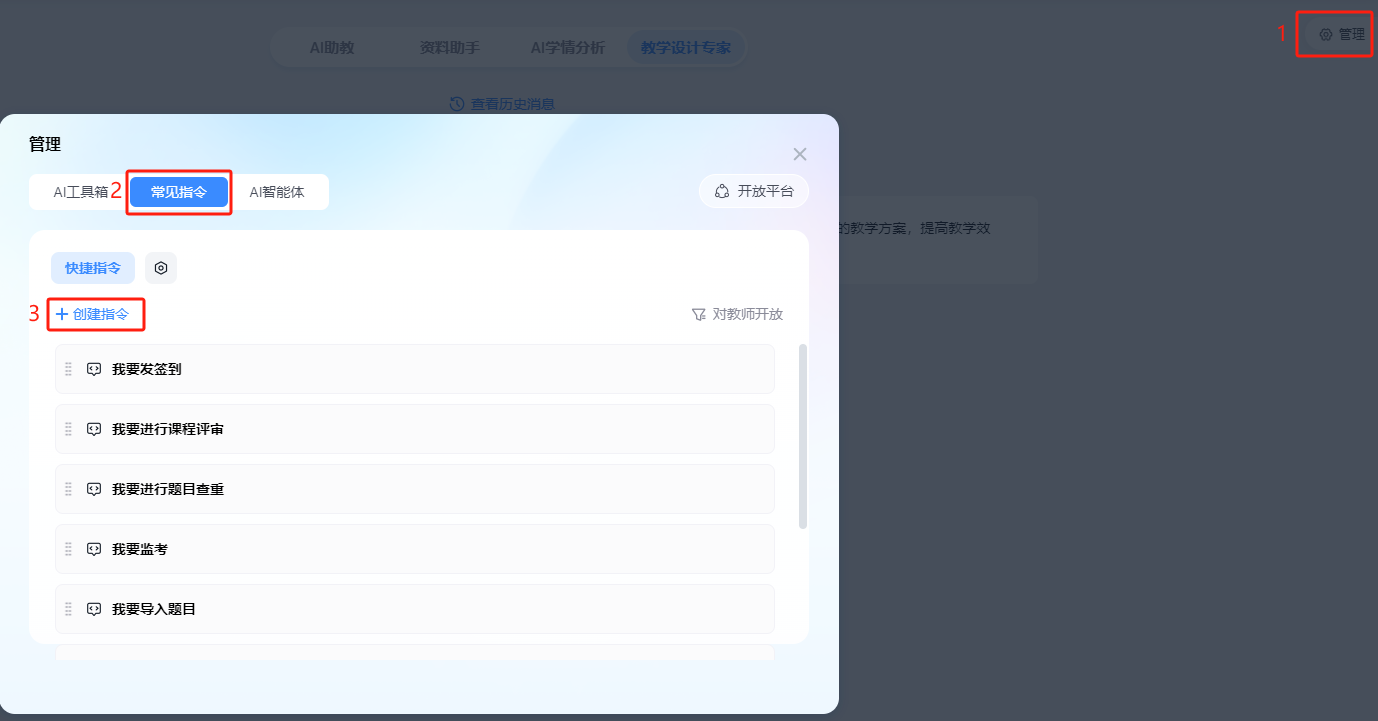 AI助教 资料助手 AI学情分析 教学设计专家
1 管理
查看历史消息
管理
AI工具箱 2 常见指令 AI智能体
开放平台
的教学方案，提高教学效
快捷指令
3 + 创建指令
对教师开放
我要发签到
我要进行课程评审
我要进行题目查重
我要监考
我要导入题目